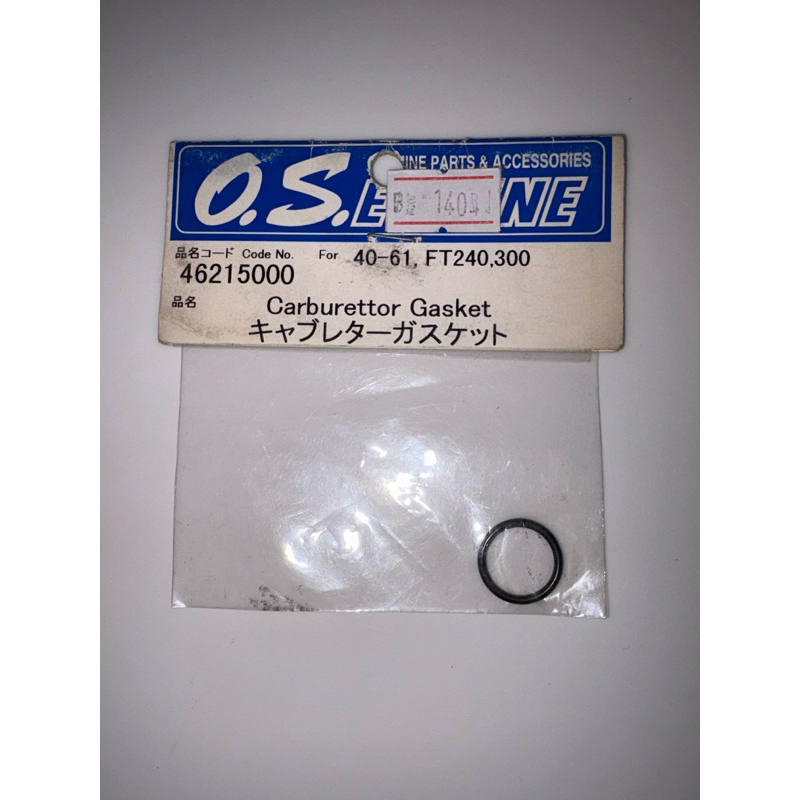 O.S.
PARTS & ACCESSORIES
品名コード Code No. For 40-61, FT240,300
46215000
品名 Carburettor Gasket
キャブレターガスケット